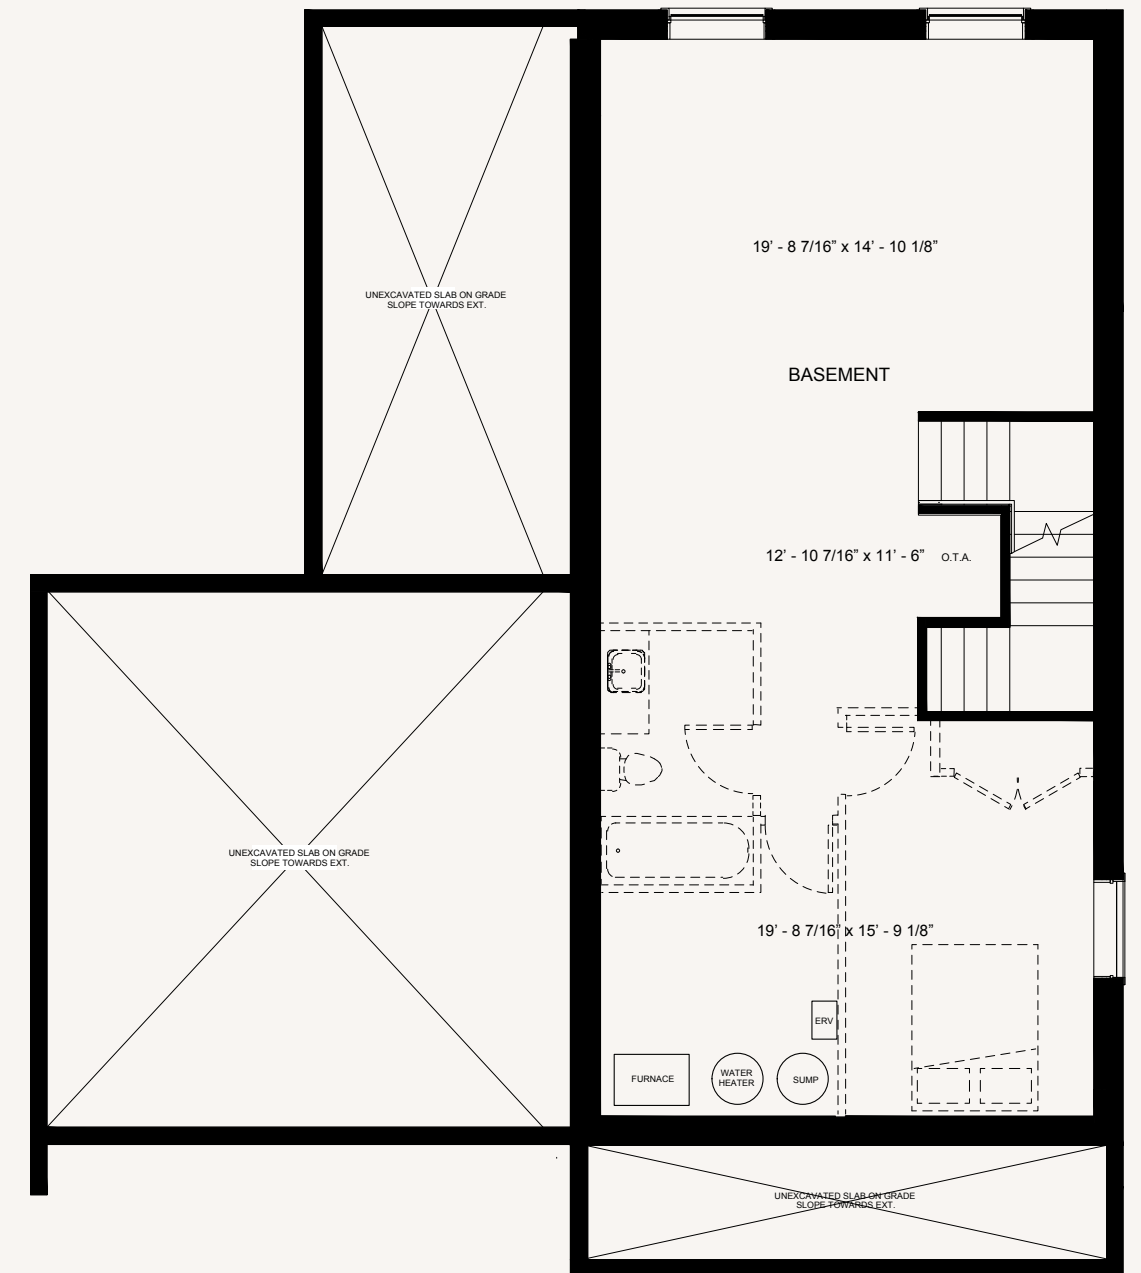 19’ - 8 7/16” x 14’ - 10 1/8”
UNEXCAVATED SLAB ON GRADE
SLOPE TOWARDS EXT.
BASEMENT
12’ - 10 7/16” x 11’ - 6”
O.T.A.
UNEXCAVATED SLAB ON GRADE
SLOPE TOWARDS EXT.
19’ - 8 7/16” x 15’ - 9 1/8”
ERV
FURNACE
WATER
HEATER
SUMP
UNEXCAVATED SLAB ON GRADE
SLOPE TOWARDS EXT.